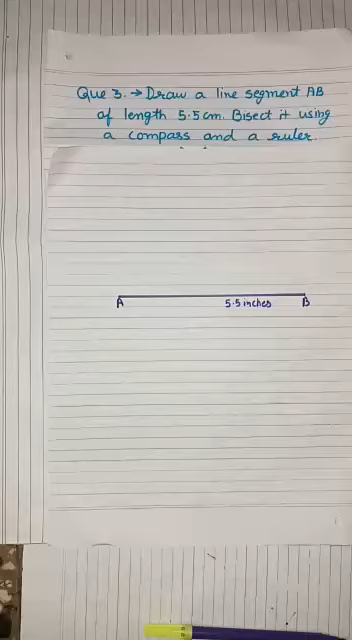 Que 3. → Draw a line segment AB
of length 5.5 cm. Bisect it using
a compass and a ruler.
A 5.5 inches B